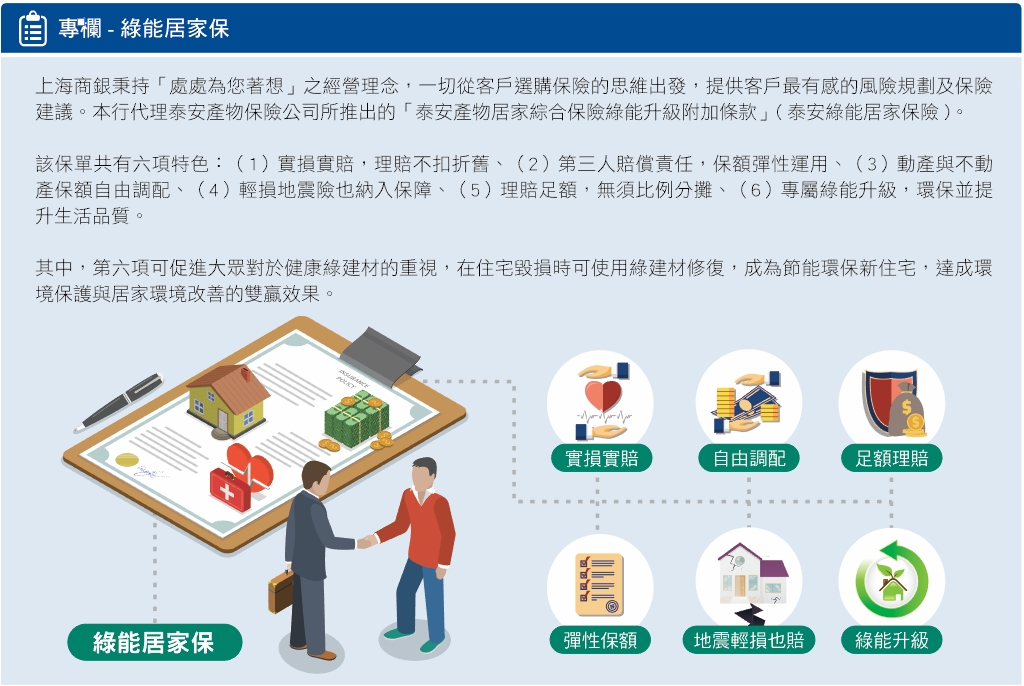 專欄 - 綠能居家保
上海商銀秉持「處處為您著想」之經營理念，一切從客戶選購保險的思維出發，提供客戶最有感的風險規劃及保險
建議。本行代理泰安產物保險公司所推出的「泰安產物居家綜合保險綠能升級附加條款」( 泰安綠能居家保險 )。
該保單共有六項特色：（1）實損實賠，理賠不扣折舊、（2）第三人賠償責任，保額彈性運用、（3）動產與不動
產保額自由調配、（4）輕損地震險也納入保障、（5）理賠足額，無須比例分攤、（6）專屬綠能升級，環保並提
升生活品質。
其中，第六項可促進大眾對於健康綠建材的重視，在住宅毀損時可使用綠建材修復，成為節能環保新住宅，達成環
境保護與居家環境改善的雙贏效果。
INSURANCE
POLICY
實損實賠
自由調配
足額理賠
彈性保額
地震輕損也賠
綠能升級
綠能居家保